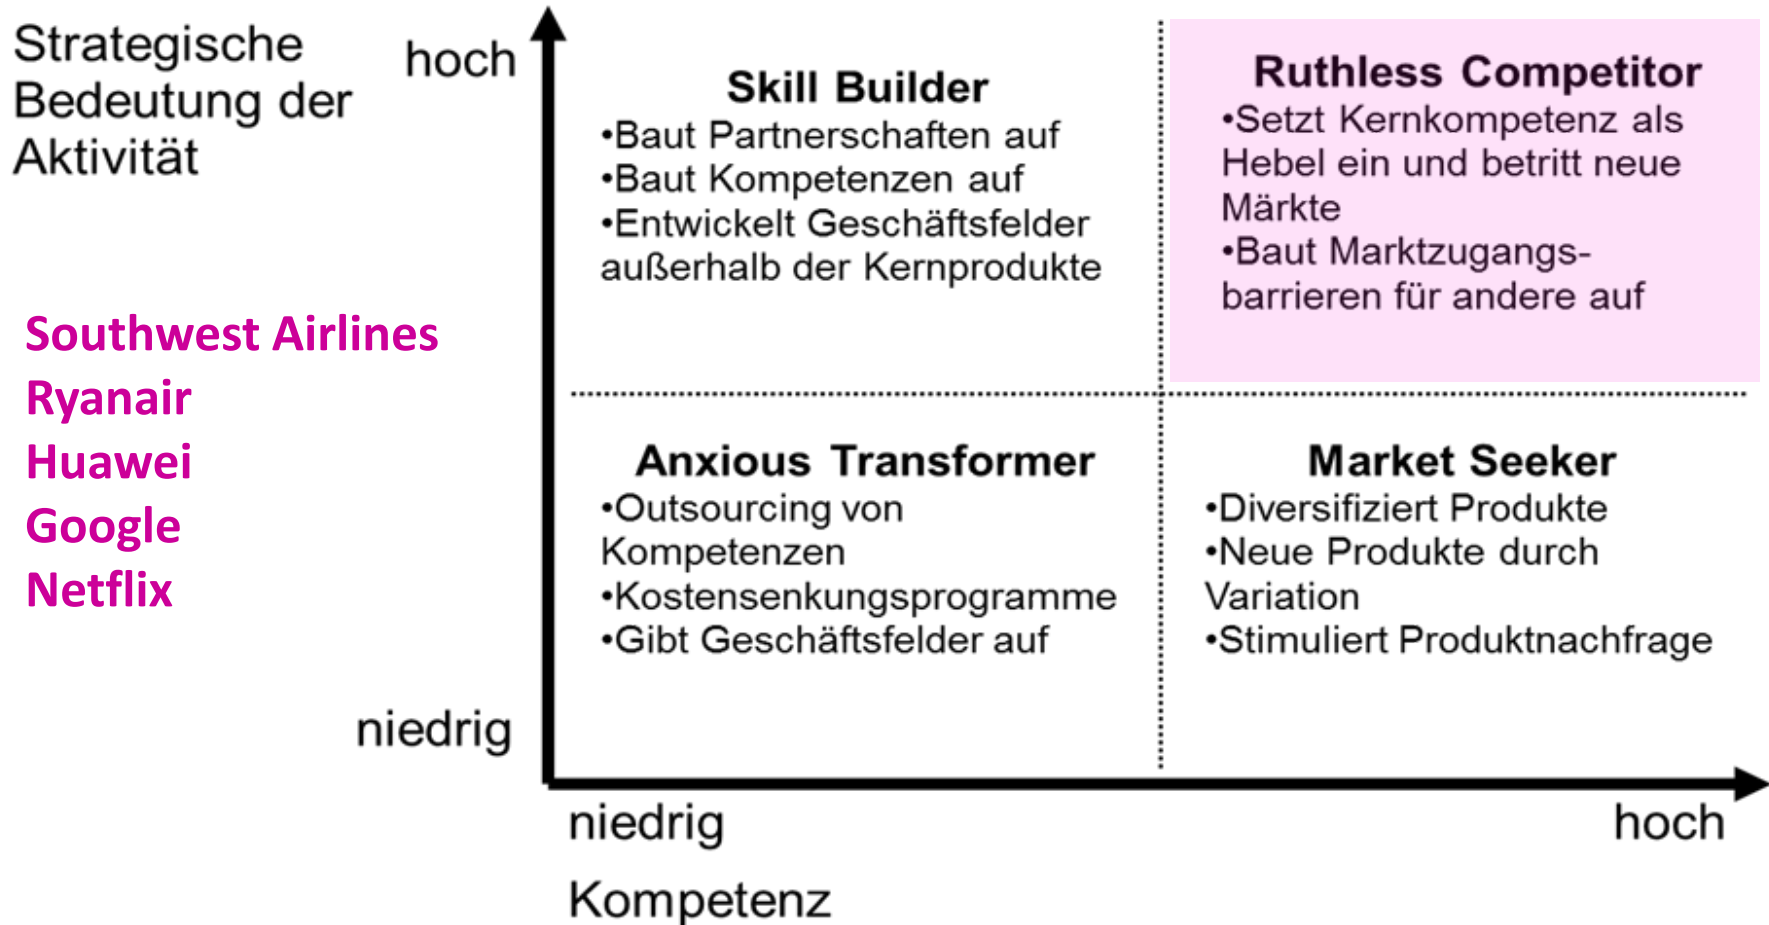 Strategische
Bedeutung der
Aktivität
hoch
Skill Builder
•Baut Partnerschaften auf
•Baut Kompetenzen auf
•Entwickelt Geschäftsfelder
außerhalb der Kernprodukte
Ruthless Competitor
•Setzt Kernkompetenz als
Hebel ein und betritt neue
Märkte
•Baut Marktzugangs-
barrieren für andere auf
Southwest Airlines
Ryanair
Huawei
Google
Netflix
Anxious Transformer
•Outsourcing von
Kompetenzen
•Kostensenkungsprogramme
•Gibt Geschäftsfelder auf
Market Seeker
•Diversifiziert Produkte
•Neue Produkte durch
Variation
•Stimuliert Produktnachfrage
niedrig
niedrig
hoch
Kompetenz